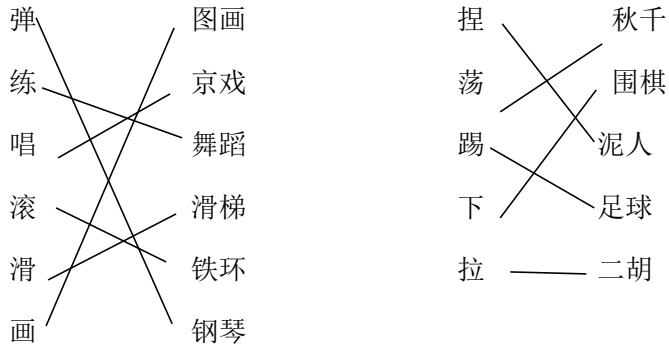 弹 图画 捏 秋千
练 京戏 荡 围棋
唱 舞蹈 踢 泥人
滚 滑梯 下 足球
滑 铁环 拉 二胡
画 钢琴